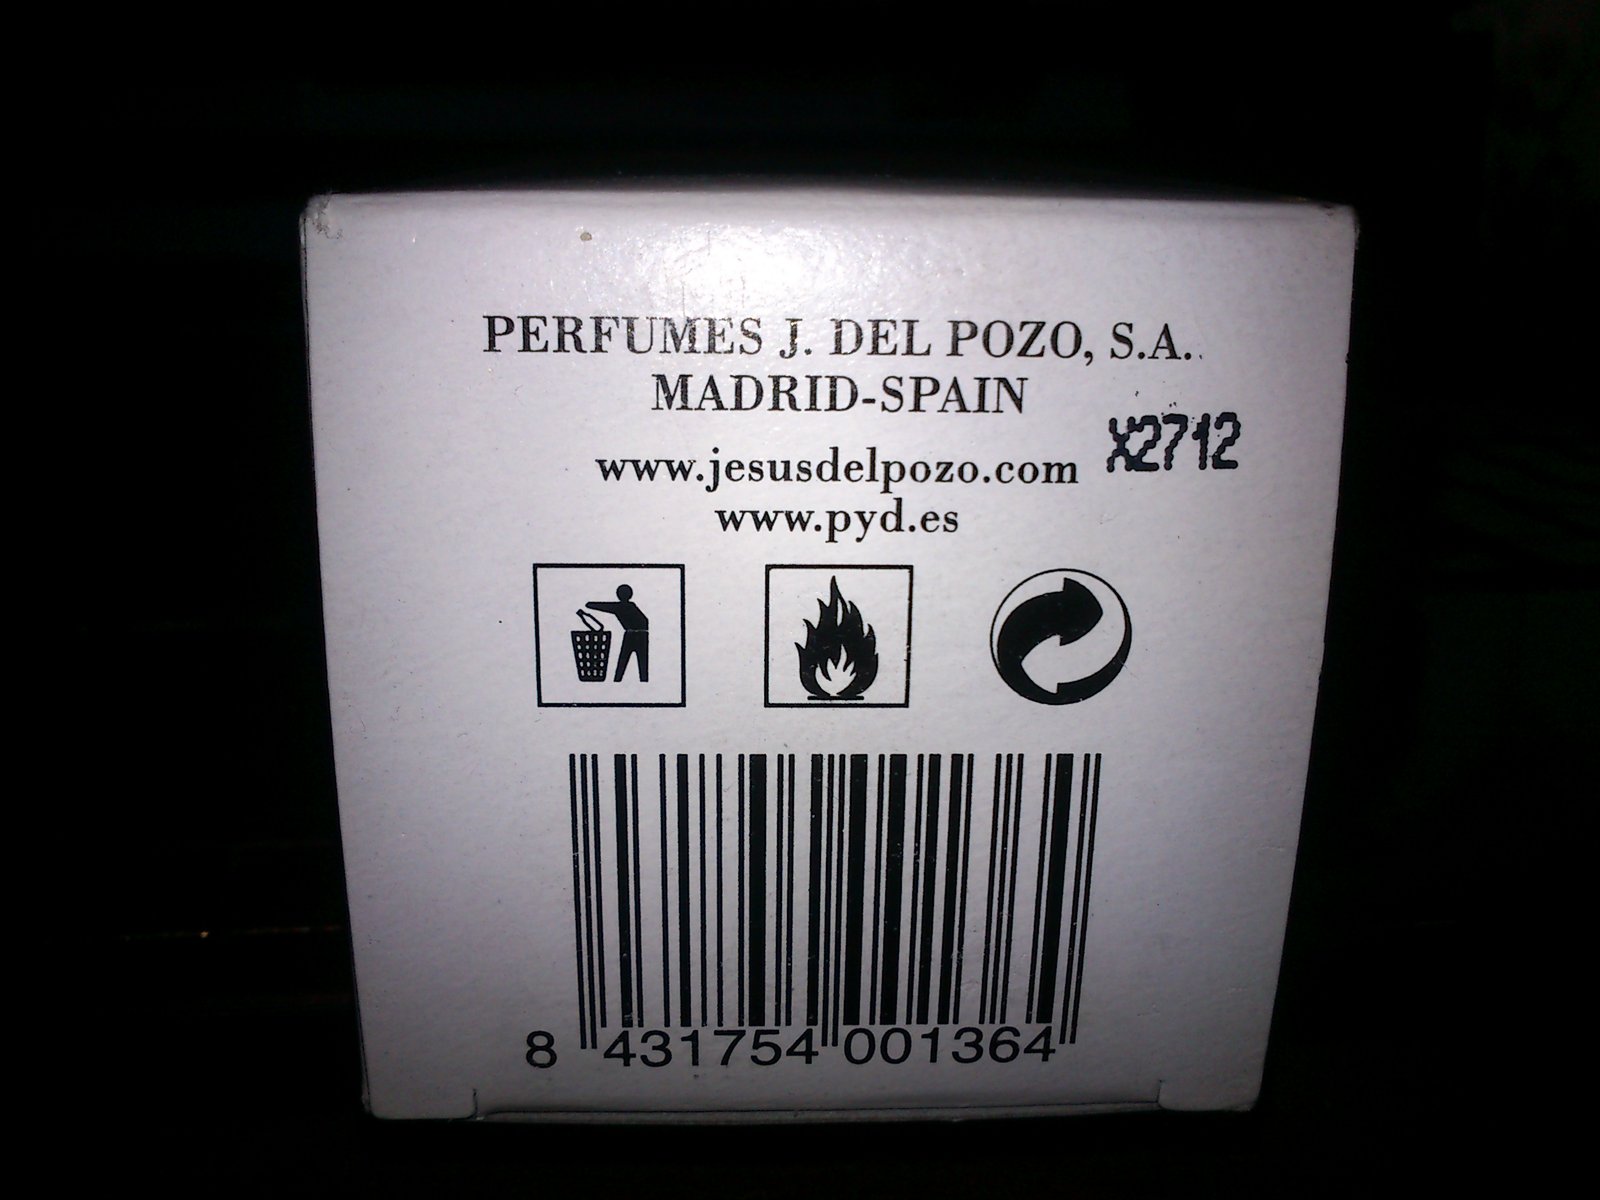 PERFUMES J. DEL POZO, S.A.
MADRID-SPAIN
X2712
www.jesusdelpozo.com
www.pyd.es
8 431754 001364